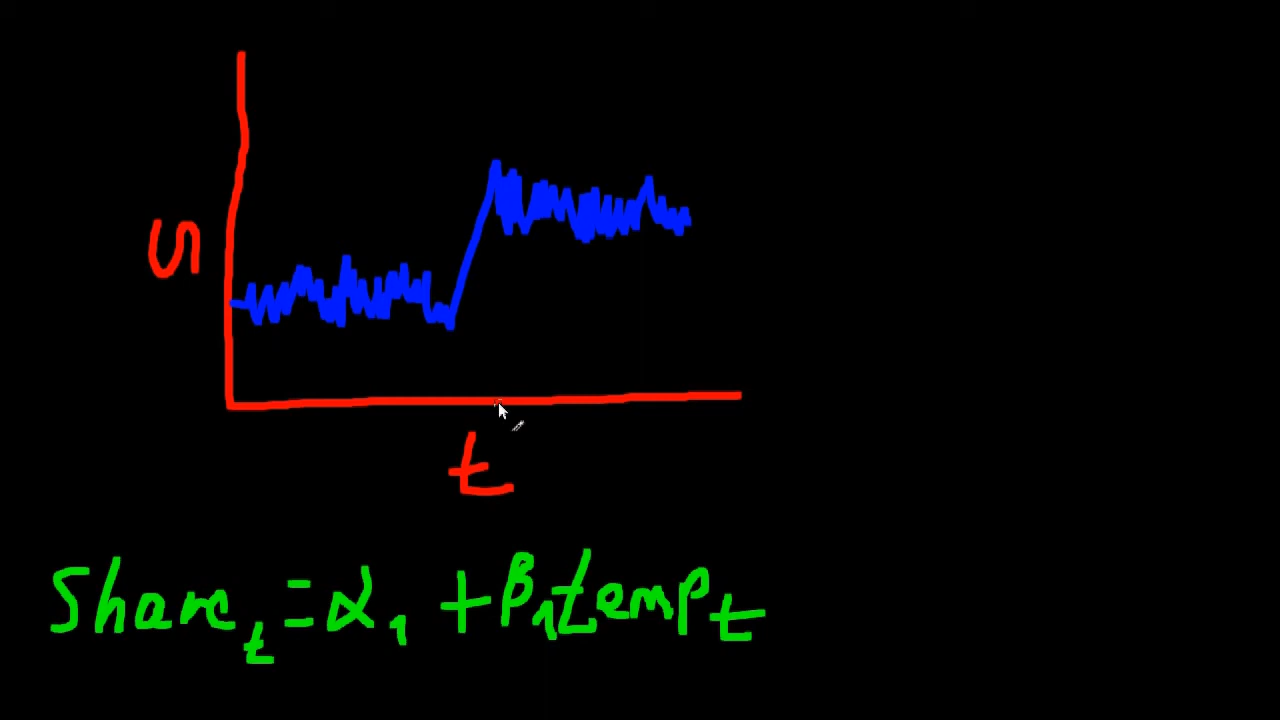 S
t
Share_t = α_1 + β_1 temp_t